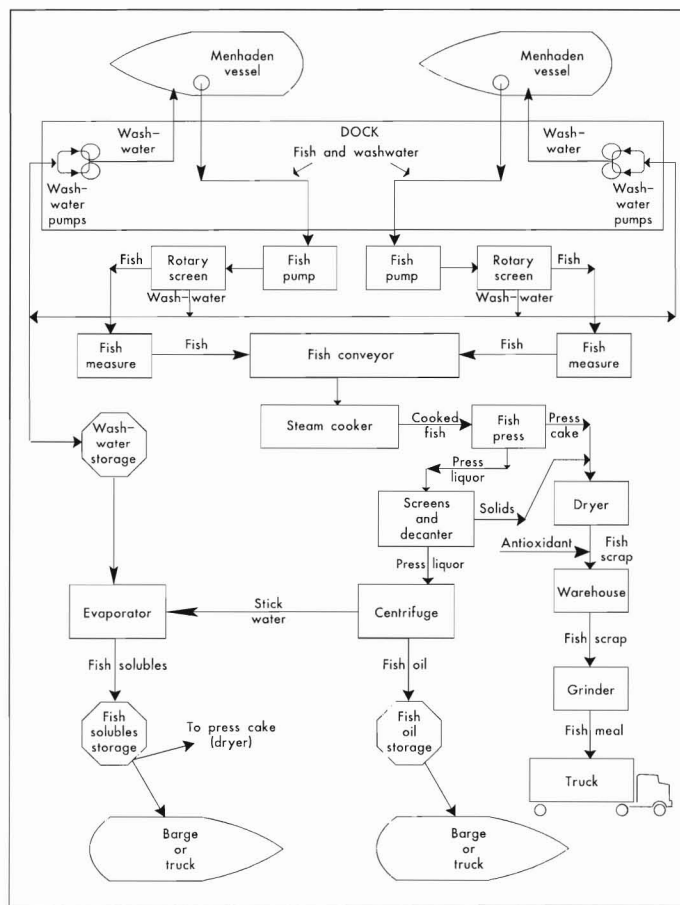 Menhaden
vessel
Menhaden
vessel
DOCK
Wash-
water
Fish and washwater
Wash-
water
Wash-
water
pumps
Wash-
water
pumps
Fish
Rotary
screen
Fish
pump
Fish
pump
Rotary
screen
Fish
Wash-water
Wash-water
Fish
measure
Fish
Fish conveyor
Fish
Fish
measure
Wash-
water
storage
Steam cooker
Cooked
fish
Fish
press
Press
cake
Press
liquor
Screens
and
decanter
Solids
Dryer
Antioxidant
Fish
scrap
Press liquor
Warehouse
Evaporator
Stick
water
Centrifuge
Fish scrap
Fish solubles
Fish oil
Grinder
Fish
solubles
storage
To press cake
(dryer)
Fish
oil
storage
Fish meal
Truck
Barge
or
truck
Barge
or
truck